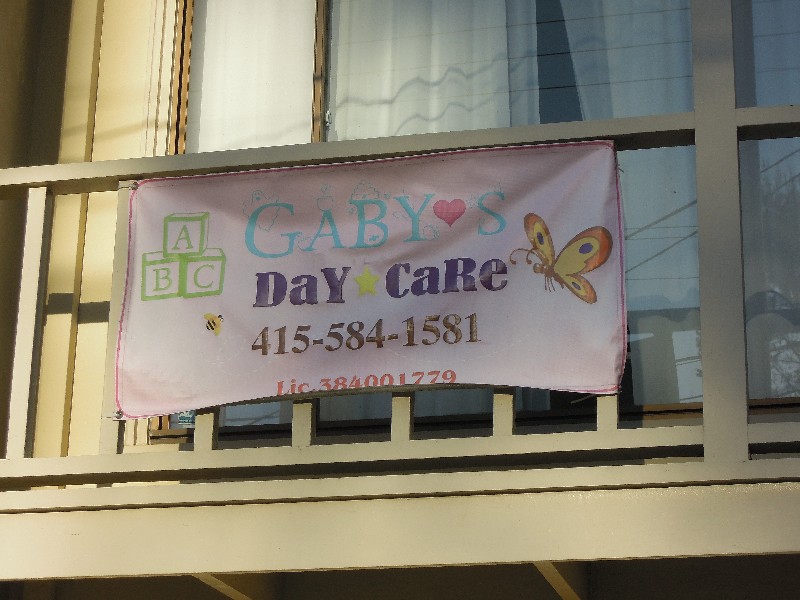 A
B C
GABY♥S
DaY★CaRe
415-584-1581
Lic.384001779